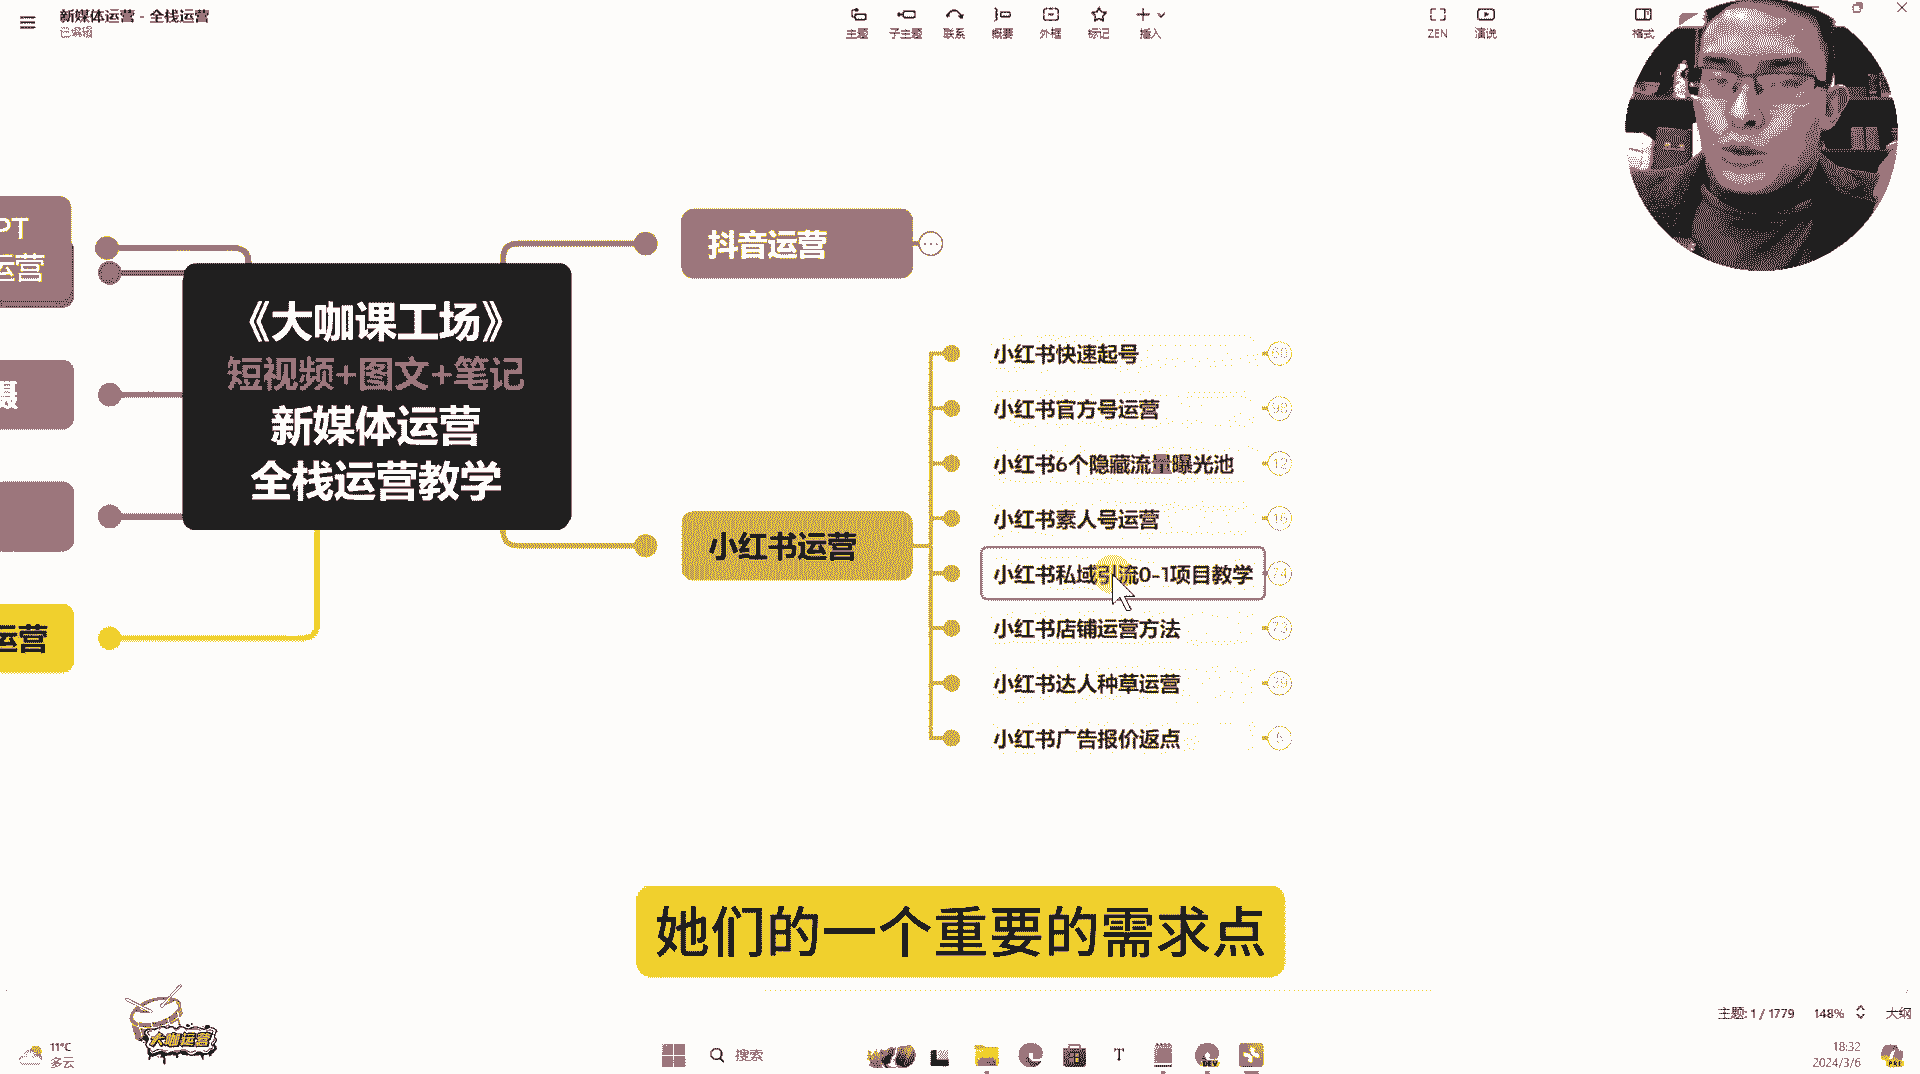 新媒体运营 - 全栈运营
已编辑
主题
子主题
联系
概要
外框
标记
插入
ZEN
演说
格式
PT
运营
摄
运营
《大咖课工场》
短视频+图文+笔记
新媒体运营
全栈运营教学
抖音运营
小红书运营
小红书快速起号
小红书官方号运营
小红书6个隐藏流量曝光池
12
小红书素人号运营
16
小红书私域引流0-1项目教学
74
小红书店铺运营方法
小红书达人种草运营
小红书广告报价返点
她们的一个重要的需求点
大咖运营
主题: 1 / 1779
148%
大纲
11°C
多云
搜索
T
DEV
18:32
2024/3/6
PRE